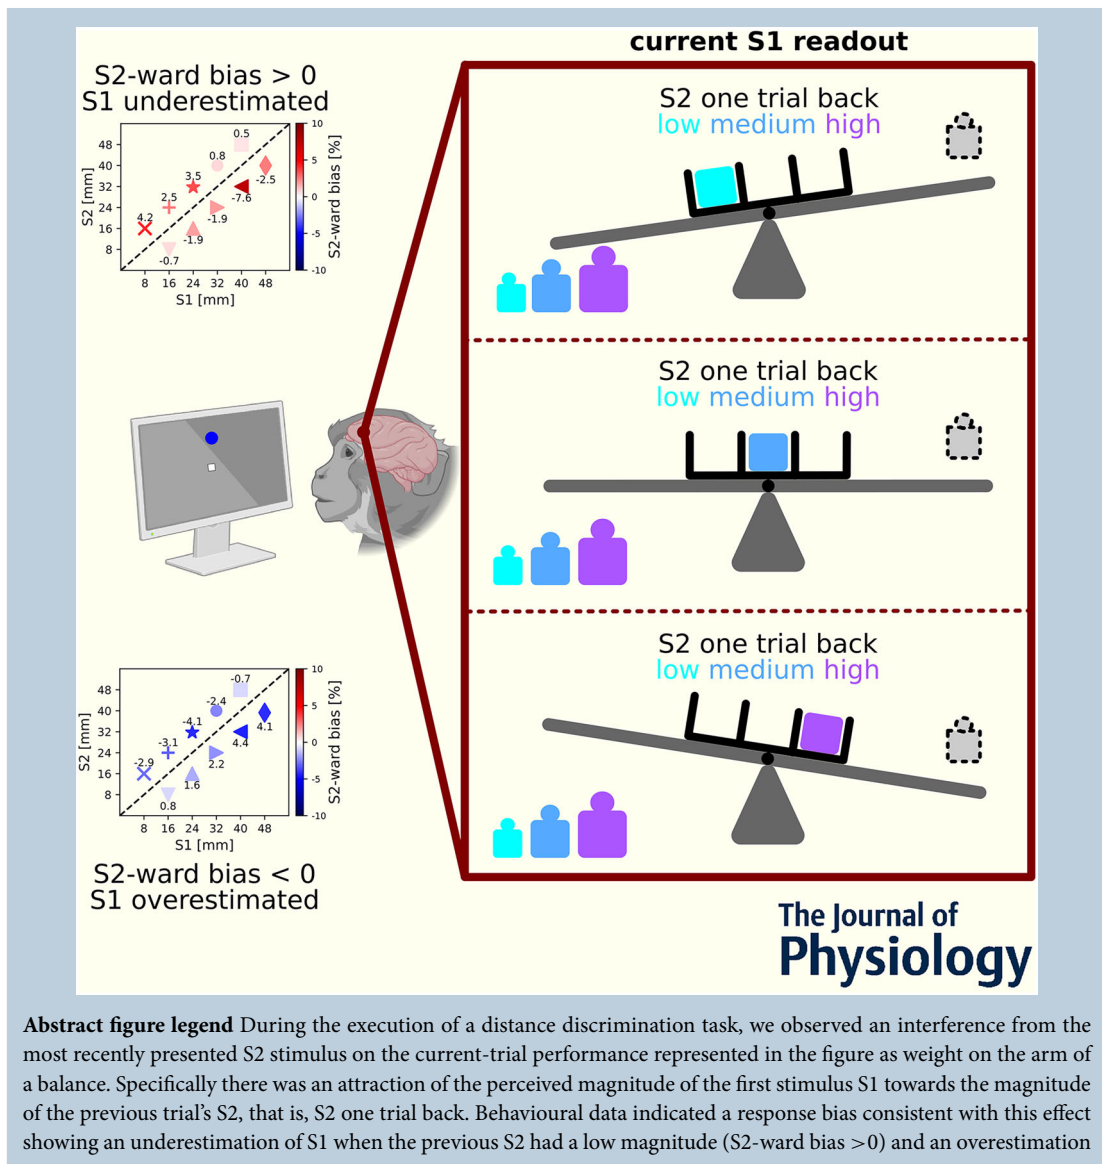 current S1 readout
S2-ward bias > 0
S1 underestimated
S2 [mm]
48
40
32
24
16
8
0.5
0.8
3.5
2.5
4.2
-2.5
-7.6
-1.9
-1.9
-0.7
8 16 24 32 40 48
S1 [mm]
10
5
0
-5
-10
S2-ward bias [%]
S2 one trial back
low medium high
S2 one trial back
low medium high
S2 one trial back
low medium high
S2 [mm]
48
40
32
24
16
8
-0.7
-2.4
-4.1
-3.1
-2.9
4.1
4.4
2.2
1.6
0.8
8 16 24 32 40 48
S1 [mm]
10
5
0
-5
-10
S2-ward bias [%]
S2-ward bias < 0
S1 overestimated
The Journal of
Physiology
Abstract figure legend During the execution of a distance discrimination task, we observed an interference from the
most recently presented S2 stimulus on the current-trial performance represented in the figure as weight on the arm of
a balance. Specifically there was an attraction of the perceived magnitude of the first stimulus S1 towards the magnitude
of the previous trial's S2, that is, S2 one trial back. Behavioural data indicated a response bias consistent with this effect
showing an underestimation of S1 when the previous S2 had a low magnitude (S2-ward bias >0) and an overestimation